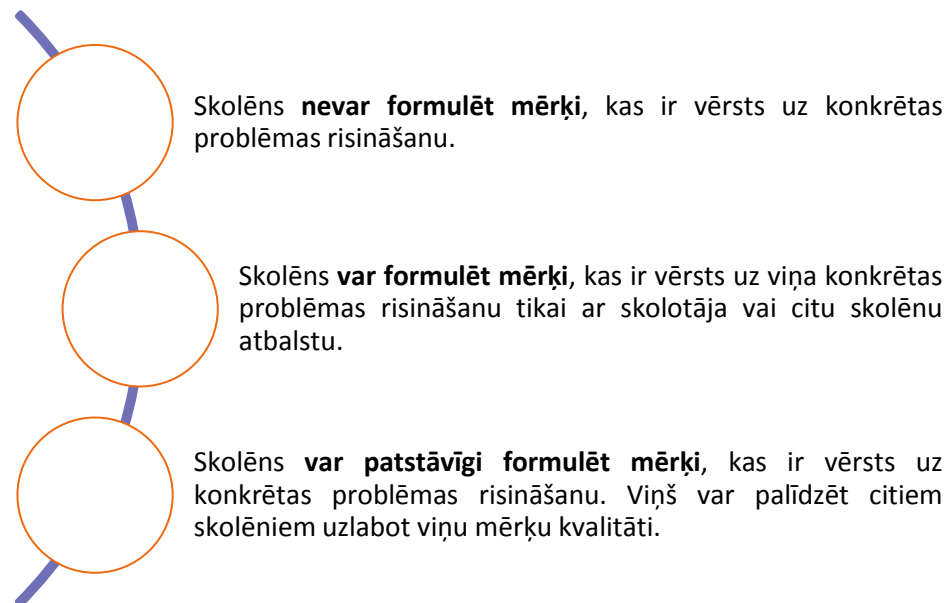 Skolēns nevar formulēt mērķi, kas ir vērsts uz konkrētas
problēmas risināšanu.
Skolēns var formulēt mērķi, kas ir vērsts uz viņa konkrētas
problēmas risināšanu tikai ar skolotāja vai citu skolēnu
atbalstu.
Skolēns var patstāvīgi formulēt mērķi, kas ir vērsts uz
konkrētas problēmas risināšanu. Viņš var palīdzēt citiem
skolēniem uzlabot viņu mērķu kvalitāti.